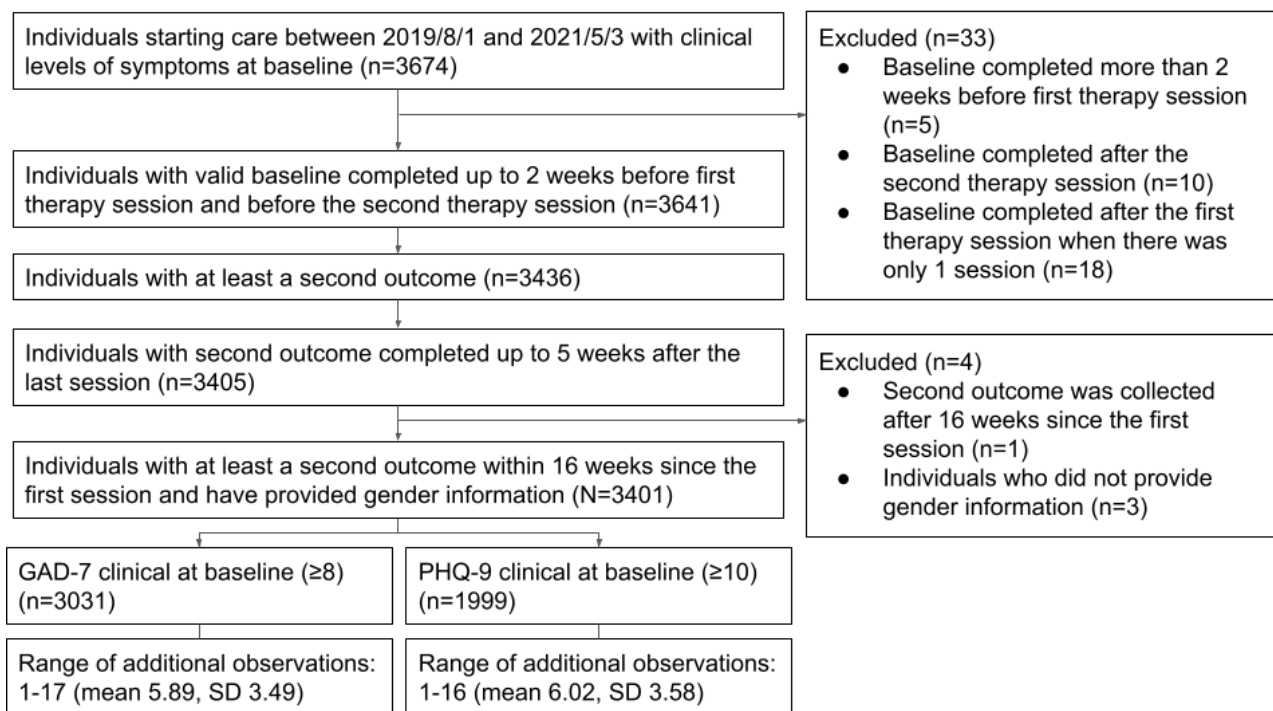 Individuals starting care between 2019/8/1 and 2021/5/3 with clinical
levels of symptoms at baseline (n=3674)
Excluded (n=33)
● Baseline completed more than 2
weeks before first therapy session
(n=5)
● Baseline completed after the
second therapy session (n=10)
● Baseline completed after the first
therapy session when there was
only 1 session (n=18)
Individuals with valid baseline completed up to 2 weeks before first
therapy session and before the second therapy session (n=3641)
Individuals with at least a second outcome (n=3436)
Individuals with second outcome completed up to 5 weeks after the
last session (n=3405)
Excluded (n=4)
● Second outcome was collected
after 16 weeks since the first
session (n=1)
● Individuals who did not provide
gender information (n=3)
Individuals with at least a second outcome within 16 weeks since the
first session and have provided gender information (N=3401)
GAD-7 clinical at baseline (≥8)
(n=3031)
PHQ-9 clinical at baseline (≥10)
(n=1999)
Range of additional observations:
1-17 (mean 5.89, SD 3.49)
Range of additional observations:
1-16 (mean 6.02, SD 3.58)